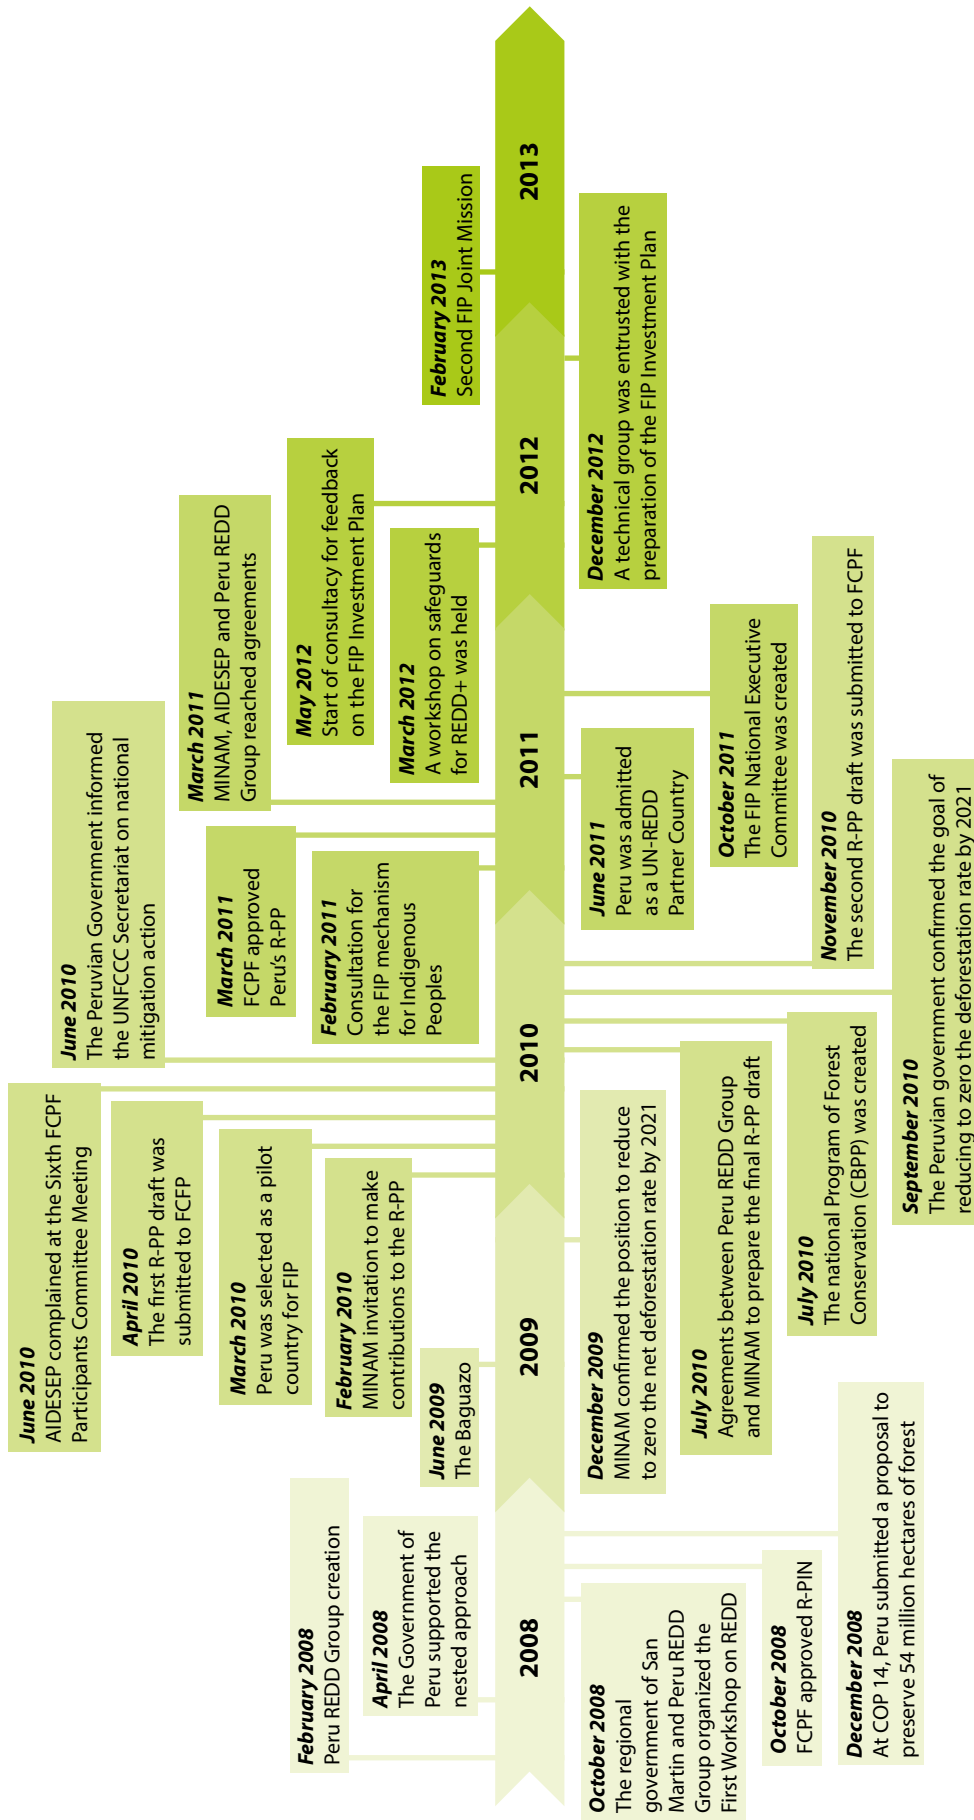 February 2008
Peru REDD Group creation
April 2008
The Government of
Peru supported the
nested approach
June 2009
The Baguazo
February 2010
MINAM invitation to make
contributions to the R-PP
March 2010
Peru was selected as a pilot
country for FIP
April 2010
The first R-PP draft was
submitted to FCFP
June 2010
AIDESEP complained at the Sixth FCPF
Participants Committee Meeting
June 2010
The Peruvian Government informed
the UNFCCC Secretariat on national
mitigation action
February 2011
Consultation for
the FIP mechanism
for Indigenous
Peoples
March 2011
FCPF approved
Peru's R-PP
March 2011
MINAM, AIDESEP and Peru REDD
Group reached agreements
March 2012
A workshop on safeguards
for REDD+ was held
May 2012
Start of consultacy for feedback
on the FIP Investment Plan
February 2013
Second FIP Joint Mission
2008
2009
2010
2011
2012
2013
October 2008
The regional
government of San
Martin and Peru REDD
Group organized the
First Workshop on REDD
October 2008
FCPF approved R-PIN
December 2008
At COP 14, Peru submitted a proposal to
preserve 54 million hectares of forest
December 2009
MINAM confirmed the position to reduce
to zero the net deforestation rate by 2021
July 2010
Agreements between Peru REDD Group
and MINAM to prepare the final R-PP draft
July 2010
The national Program of Forest
Conservation (CBPP) was created
September 2010
The Peruvian government confirmed the goal of
reducing to zero the deforestation rate by 2021
November 2010
The second R-PP draft was submitted to FCPF
June 2011
Peru was admitted
as a UN-REDD
Partner Country
October 2011
The FIP National Executive
Committee was created
December 2012
A technical group was entrusted with the
preparation of the FIP Investment Plan